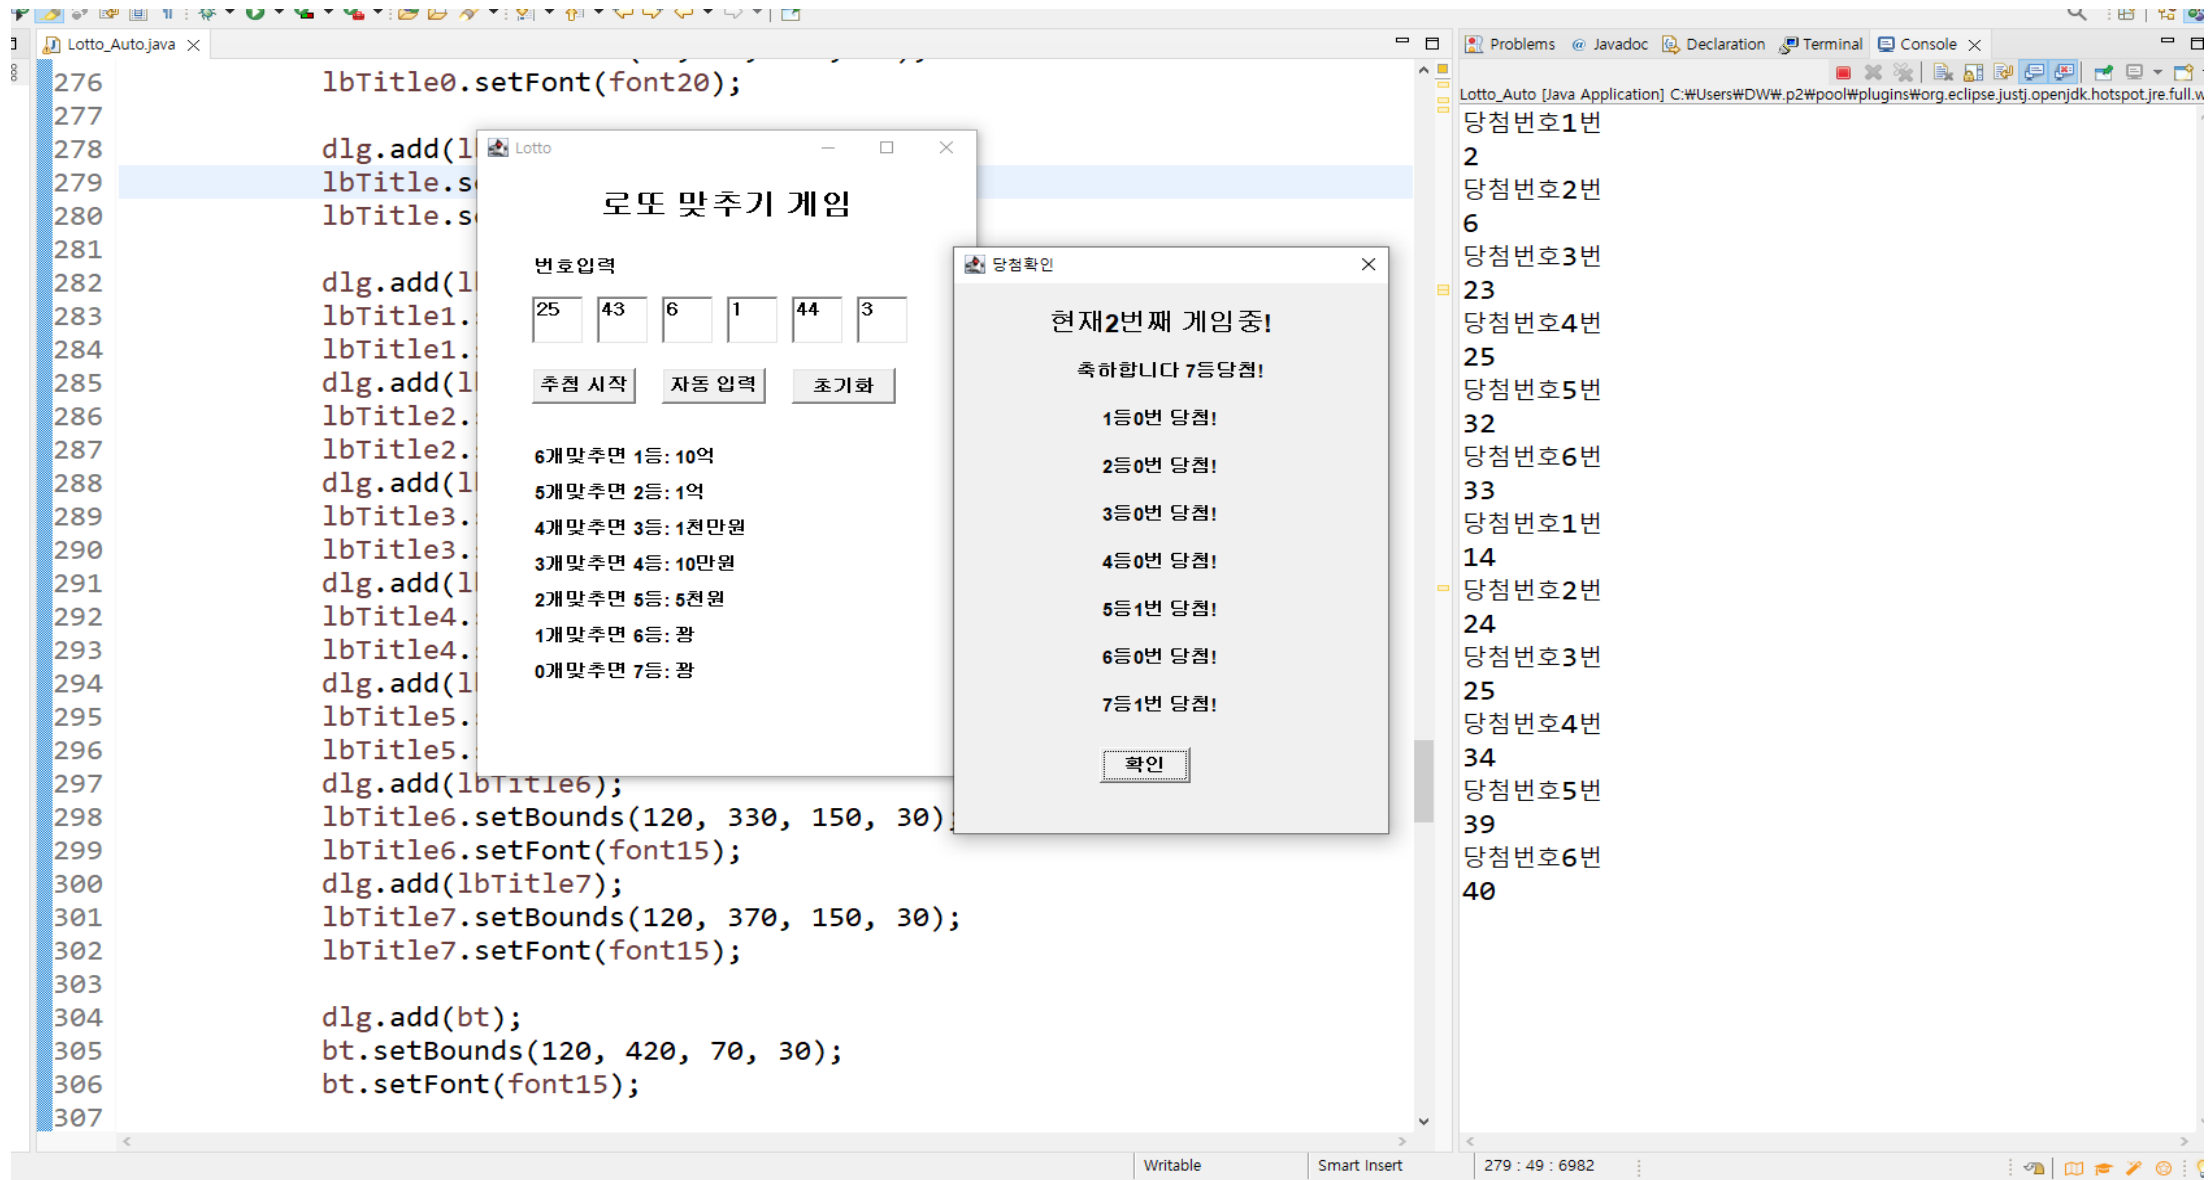 Lotto_Auto.java
276 lbTitle0.setFont(font20);
277
278 dlg.add(l
279 lbTitle.s
280 lbTitle.s
281
282 dlg.add(l
283 lbTitle1.
284 lbTitle1.
285 dlg.add(l
286 lbTitle2.
287 lbTitle2.
288 dlg.add(l
289 lbTitle3.
290 lbTitle3.
291 dlg.add(l
292 lbTitle4.
293 lbTitle4.
294 dlg.add(l
295 lbTitle5.
296 lbTitle5.
297 dlg.add(lbTitle6);
298 lbTitle6.setBounds(120, 330, 150, 30);
299 lbTitle6.setFont(font15);
300 dlg.add(lbTitle7);
301 lbTitle7.setBounds(120, 370, 150, 30);
302 lbTitle7.setFont(font15);
303
304 dlg.add(bt);
305 bt.setBounds(120, 420, 70, 30);
306 bt.setFont(font15);
307
Lotto
로또 맞추기 게임
번호입력
25 43 6 1 44 3
추첨 시작 자동 입력 초기화
6개맞추면 1등: 10억
5개맞추면 2등: 1억
4개맞추면 3등: 1천만원
3개맞추면 4등: 10만원
2개맞추면 5등: 5천원
1개맞추면 6등: 꽝
0개맞추면 7등: 꽝
당첨확인
현재2번째 게임중!
축하합니다 7등당첨!
1등0번 당첨!
2등0번 당첨!
3등0번 당첨!
4등0번 당첨!
5등1번 당첨!
6등0번 당첨!
7등1번 당첨!
확인
Problems @ Javadoc Declaration Terminal Console
Lotto_Auto [Java Application] C:₩Users₩DW₩.p2₩pool₩plugins₩org.eclipse.justj.openjdk.hotspot.jre.full.w
당첨번호1번
2
당첨번호2번
6
당첨번호3번
23
당첨번호4번
25
당첨번호5번
32
당첨번호6번
33
당첨번호1번
14
당첨번호2번
24
당첨번호3번
25
당첨번호4번
34
당첨번호5번
39
당첨번호6번
40
Writable Smart Insert 279 : 49 : 6982